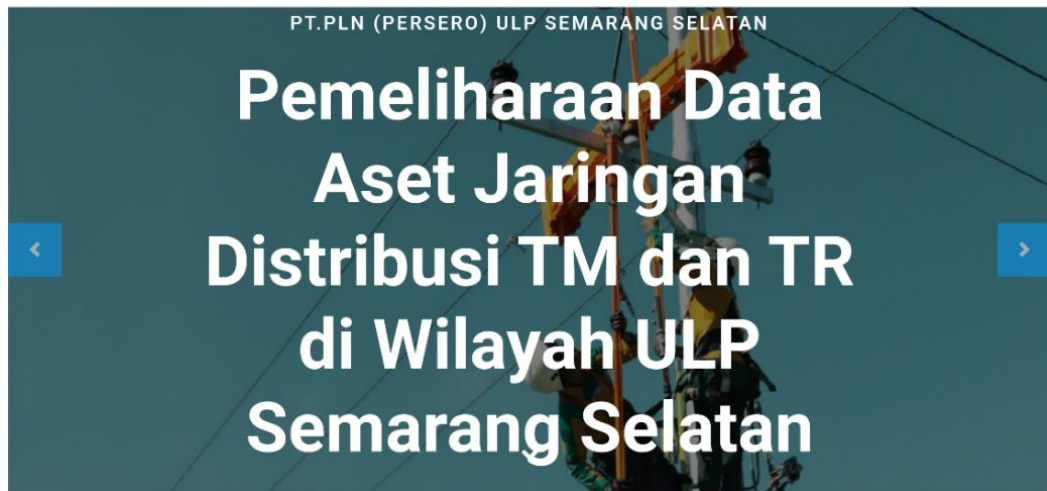 PT.PLN (PERSERO) ULP SEMARANG SELATAN
Pemeliharaan Data
Aset Jaringan
Distribusi TM dan TR
di Wilayah ULP
Semarang Selatan